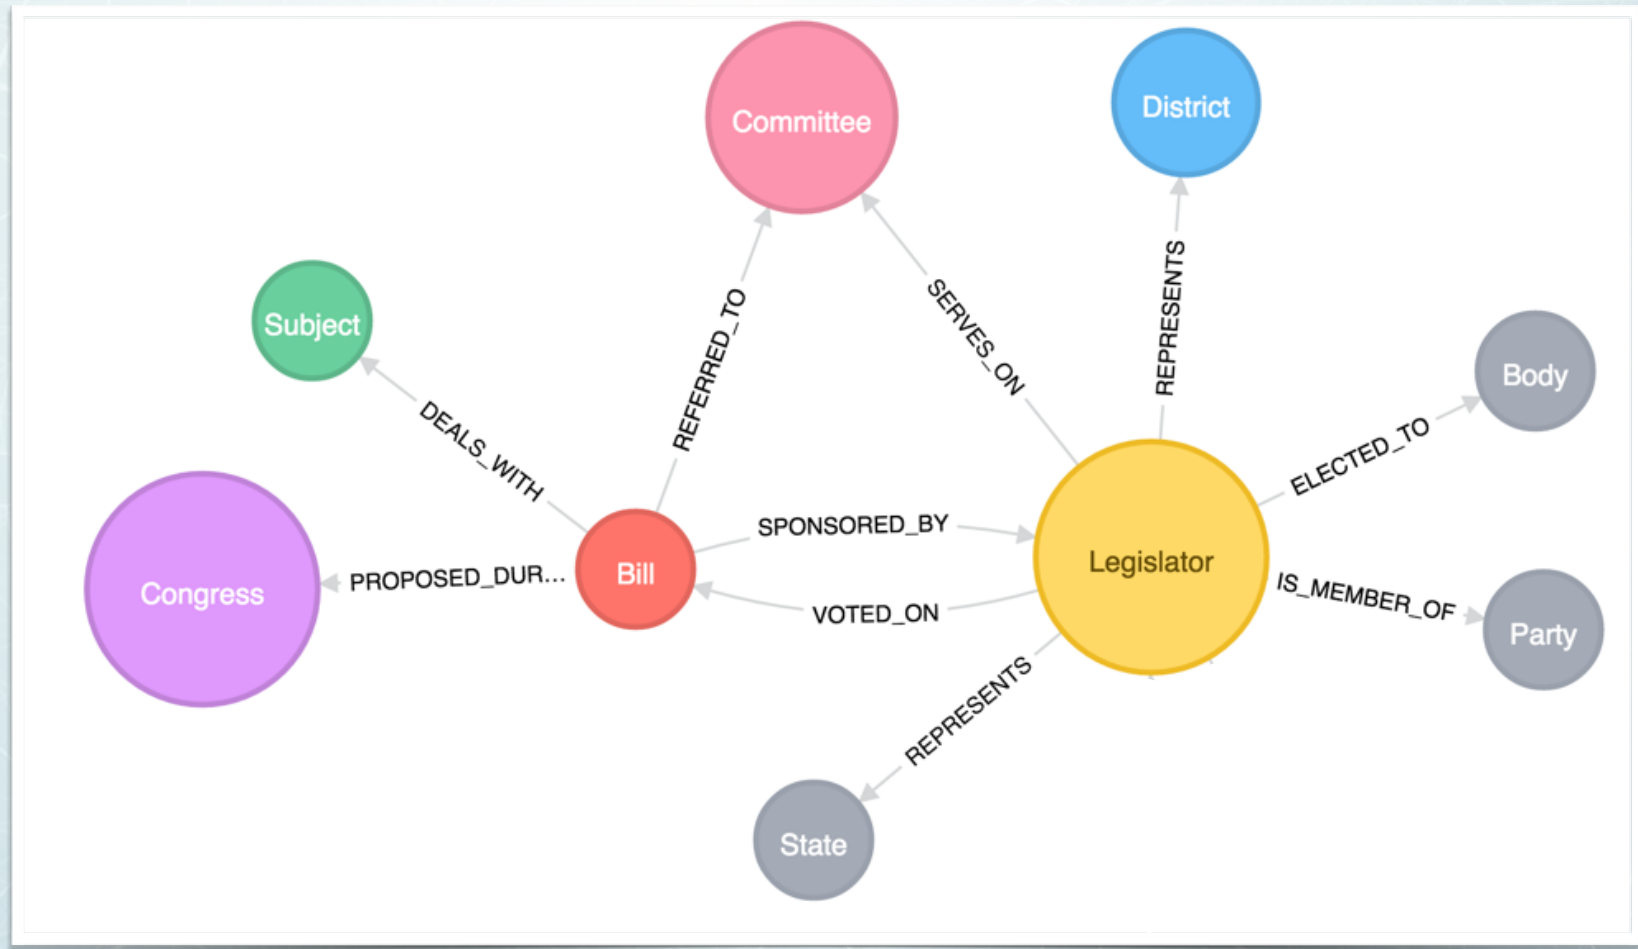 Committee
District
Subject
REFERRED_TO
SERVES_ON
REPRESENTS
Body
DEALS_WITH
ELECTED_TO
SPONSORED_BY
Congress
PROPOSED_DUR...
Bill
Legislator
VOTED_ON
IS_MEMBER_OF
Party
REPRESENTS
State